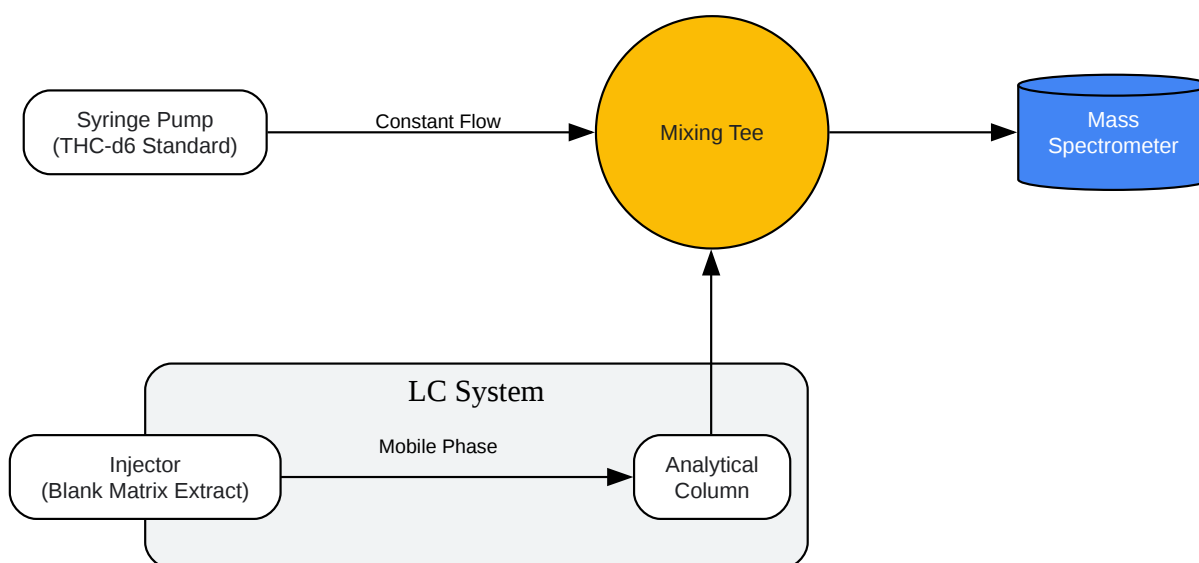 Syringe Pump
(THC-d6 Standard)
Constant Flow
Mixing Tee
Mass
Spectrometer
LC System
Injector
(Blank Matrix Extract)
Mobile Phase
Analytical
Column